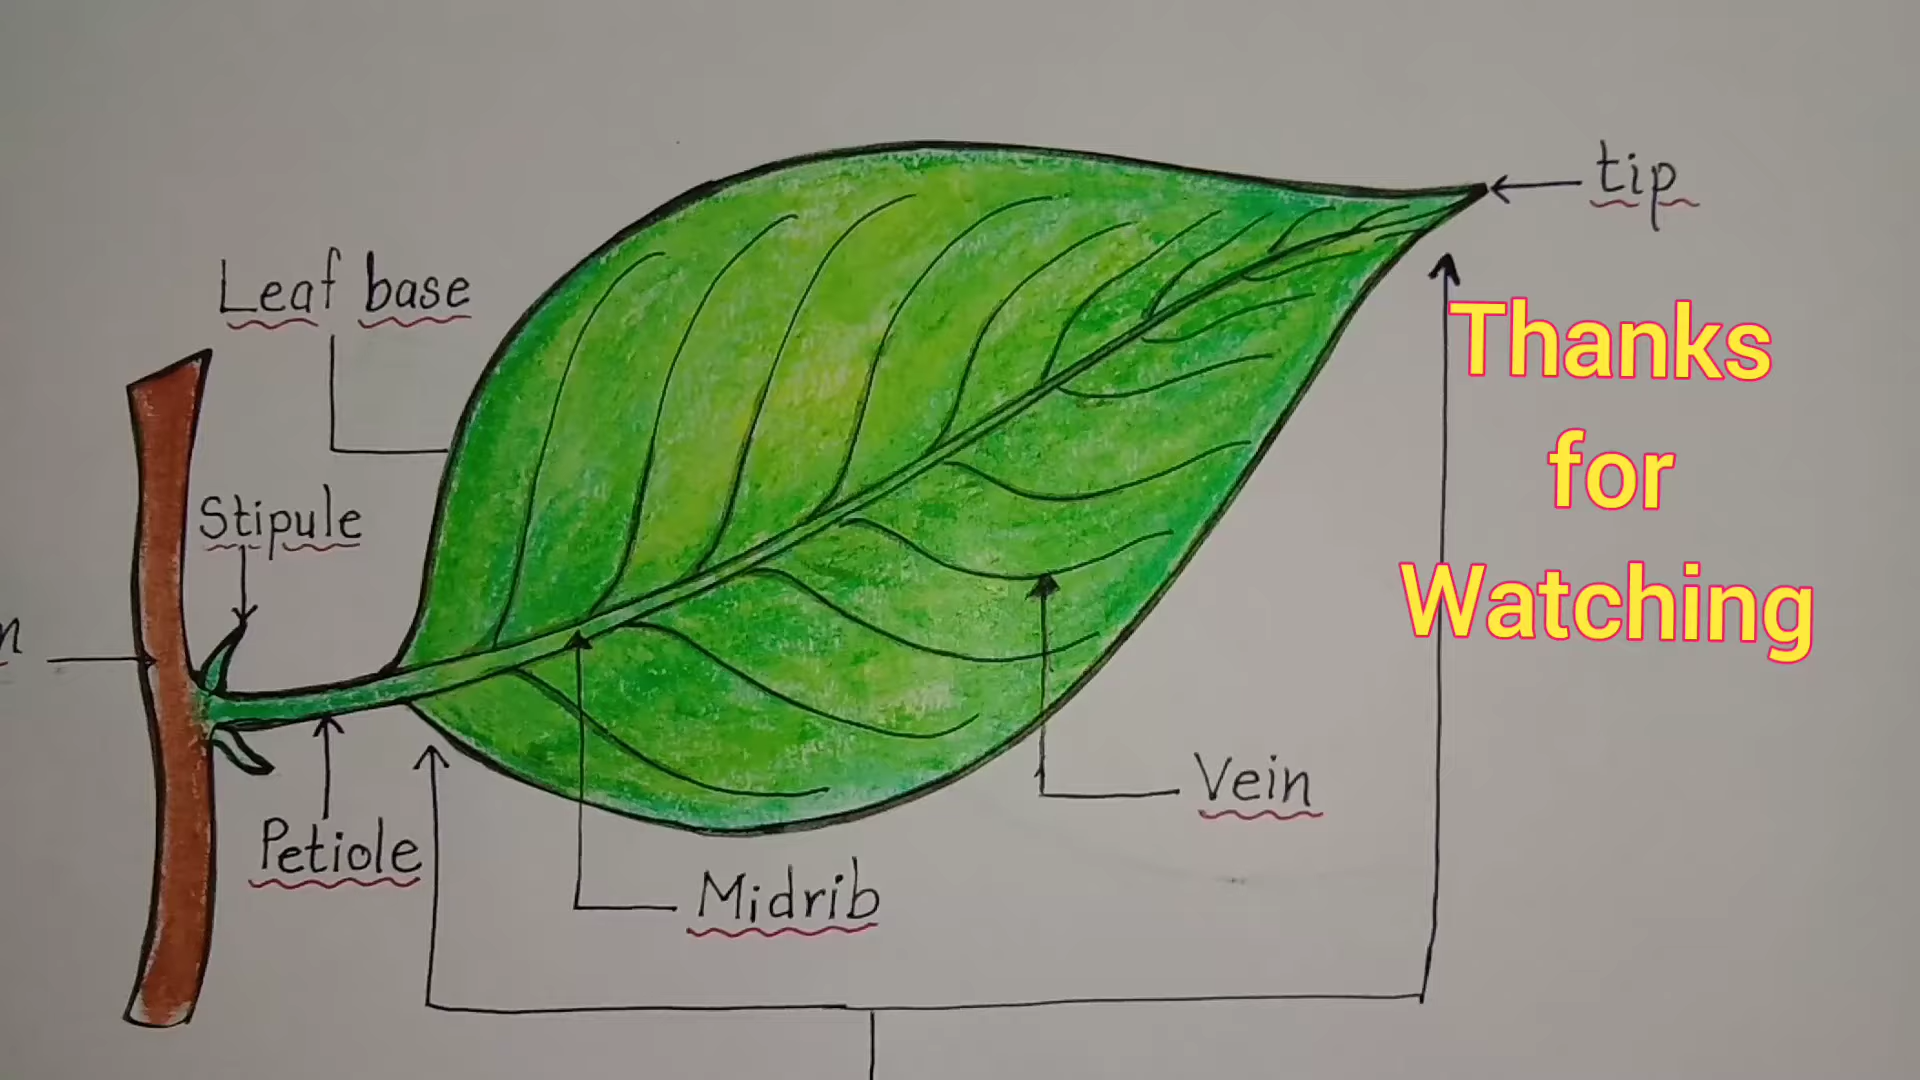 tip
Leaf base
Thanks
for
Watching
Stipule
n
Vein
Petiole
Midrib